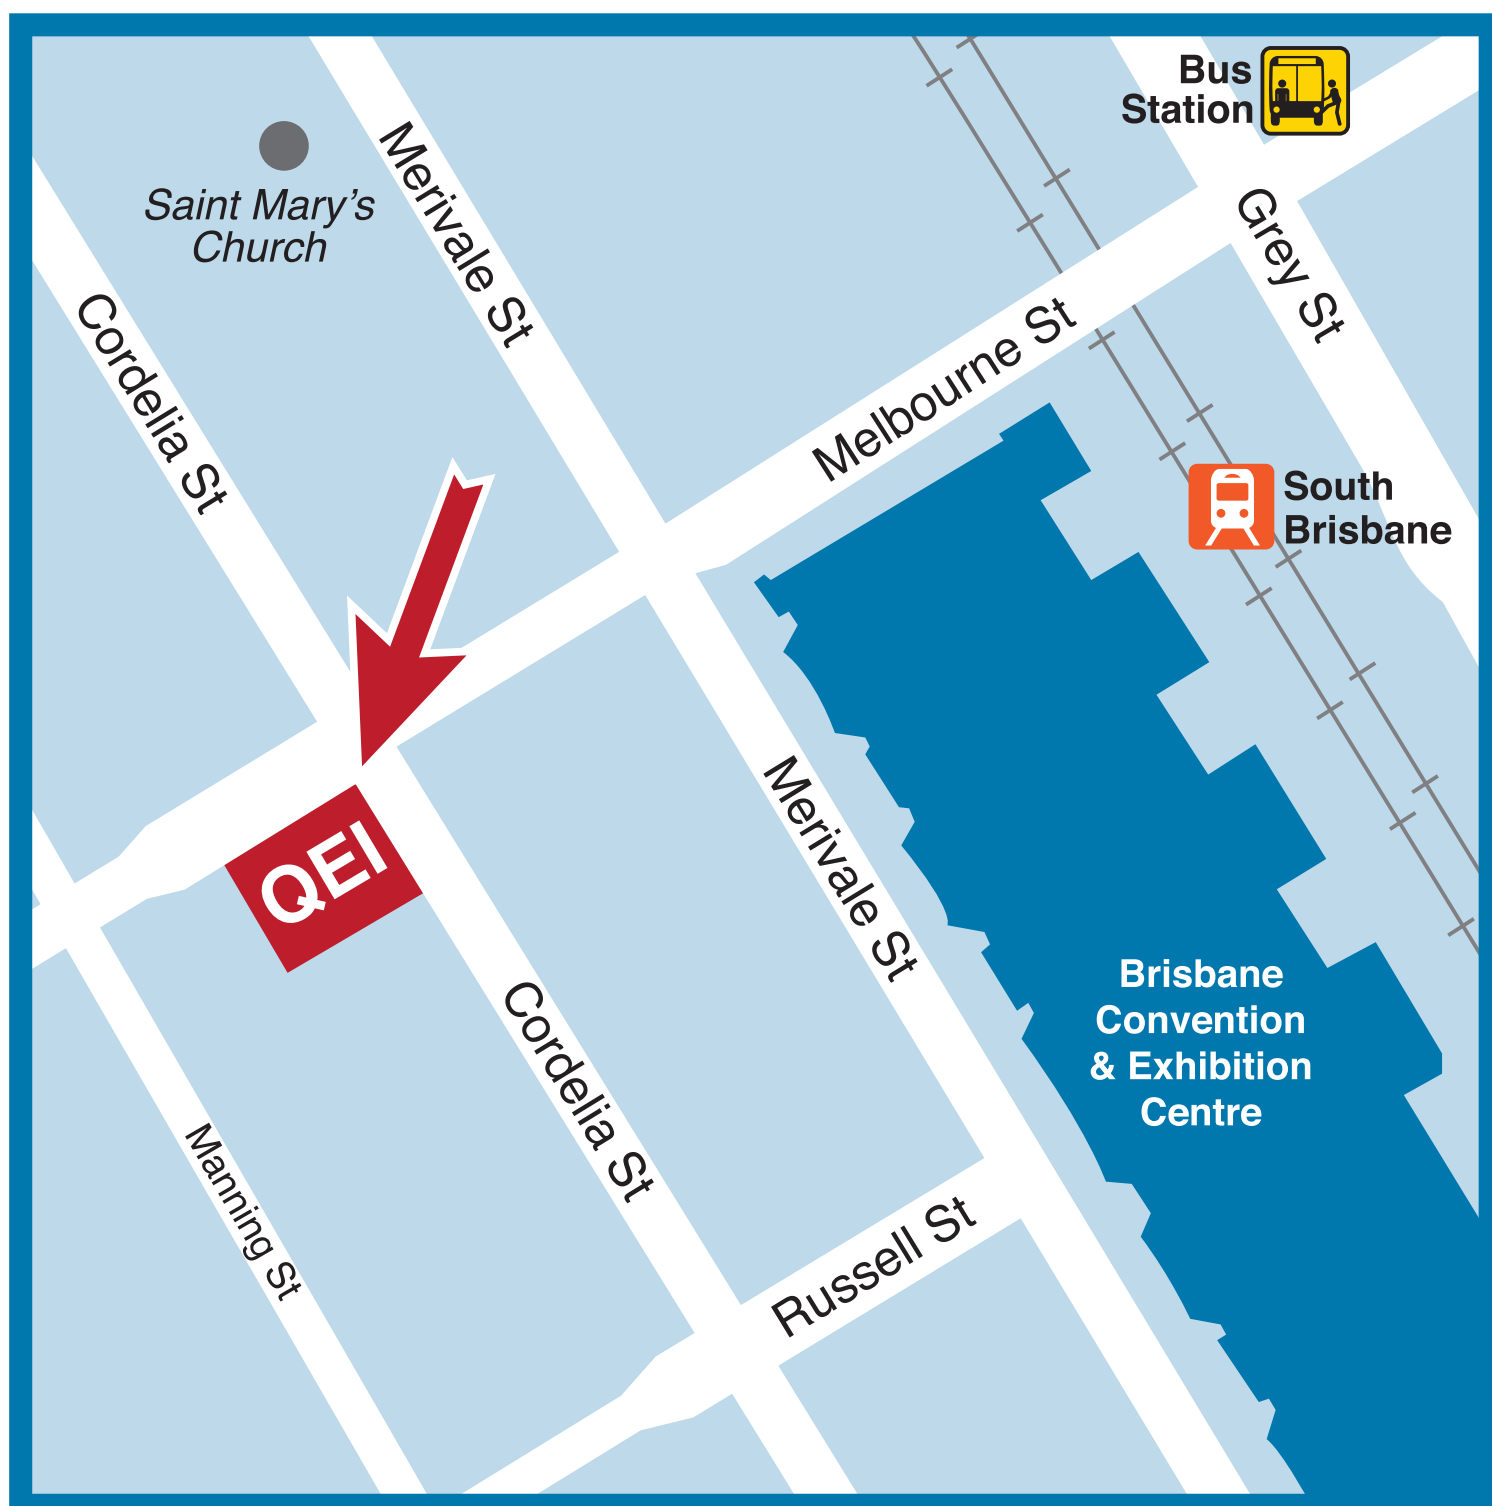 Bus
Station
Saint Mary's
Church
Merivale St
Grey St
Cordelia St
Melbourne St
South
Brisbane
QEI
Merivale St
Brisbane
Convention
& Exhibition
Centre
Cordelia St
Manning St
Russell St